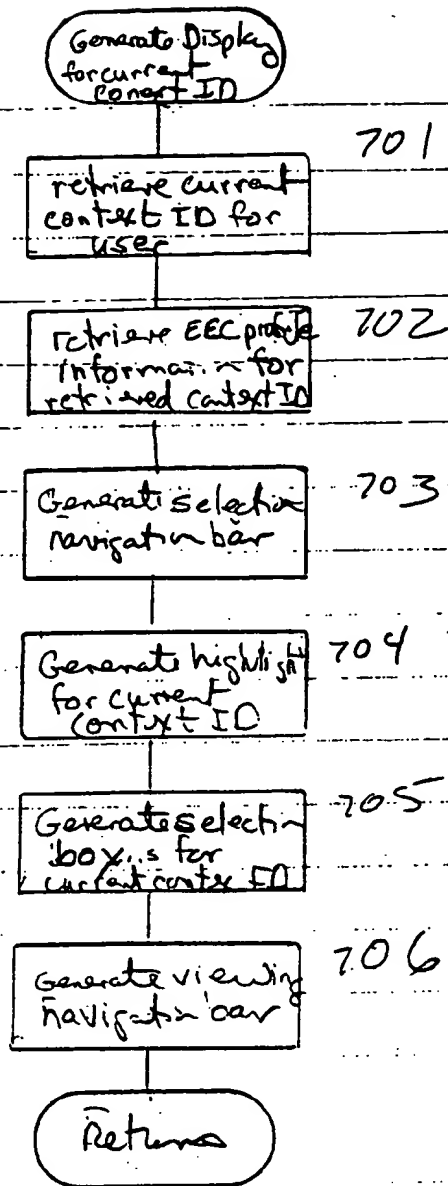 Generate Display
for current
conext ID
701
retrieve current
context ID for
user
702
retrieve EEC profile
information for
retrieved context ID
703
Generate selection
navigation bar
704
Generate highlight
for current
context ID
705
Generate selection
boxes for
current contex ID
706
Generate viewing
navigation bar
Return